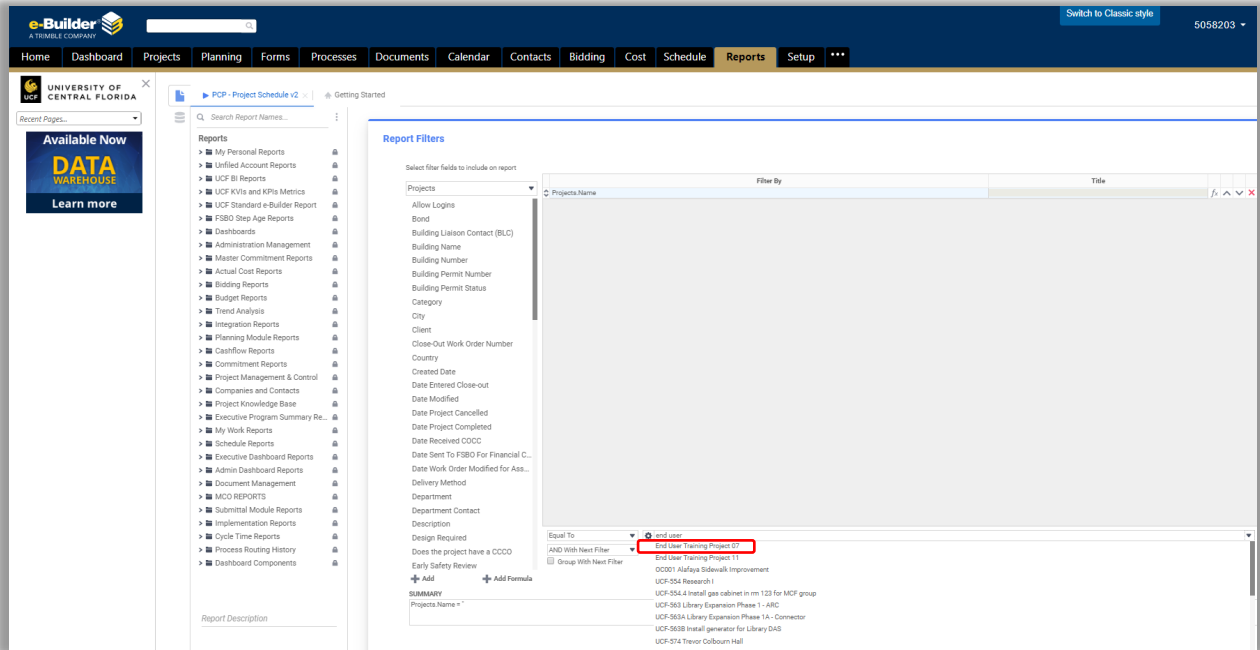 e-Builder
A TRIMBLE COMPANY
Switch to Classic style
5058203
Home Dashboard Projects Planning Forms Processes Documents Calendar Contacts Bidding Cost Schedule Reports Setup •••
UCF
UNIVERSITY OF
CENTRAL FLORIDA
Recent Pages...
Available Now
DATA
WAREHOUSE
Learn more
PCP - Project Schedule v2
Getting Started
Search Report Names...
Reports
My Personal Reports
Unfiled Account Reports
UCF BI Reports
UCF KVIs and KPIs Metrics
UCF Standard e-Builder Report
FSBO Step Age Reports
Dashboards
Administration Management
Master Commitment Reports
Actual Cost Reports
Bidding Reports
Budget Reports
Trend Analysis
Integration Reports
Planning Module Reports
Cashflow Reports
Commitment Reports
Project Management & Control
Companies and Contacts
Project Knowledge Base
Executive Program Summary Re...
My Work Reports
Schedule Reports
Executive Dashboard Reports
Admin Dashboard Reports
Document Management
MCO REPORTS
Submittal Module Reports
Implementation Reports
Cycle Time Reports
Process Routing History
Dashboard Components
Report Description
Report Filters
Select filter fields to include on report
Projects
Allow Logins
Bond
Building Liaison Contact (BLC)
Building Name
Building Number
Building Permit Number
Building Permit Status
Category
City
Client
Close-Out Work Order Number
Country
Created Date
Date Entered Close-out
Date Modified
Date Project Cancelled
Date Project Completed
Date Received COCC
Date Sent To FSBO For Financial C...
Date Work Order Modified for Ass...
Delivery Method
Department
Department Contact
Description
Design Required
Does the project have a CCCO
Early Safety Review
Add Add Formula
SUMMARY
Projects.Name = '
Filter By Title
Projects.Name
fx
Equal To
end user
AND With Next Filter
Group With Next Filter
End User Training Project 07
End User Training Project 11
OC001 Alafaya Sidewalk Improvement
UCF-554 Research I
UCF-554.4 Install gas cabinet in rm 123 for MCF group
UCF-563 Library Expansion Phase 1 - ARC
UCF-563A Library Expansion Phase 1A - Connector
UCF-563B Install generator for Library DAS
UCF-574 Trevor Colbourn Hall